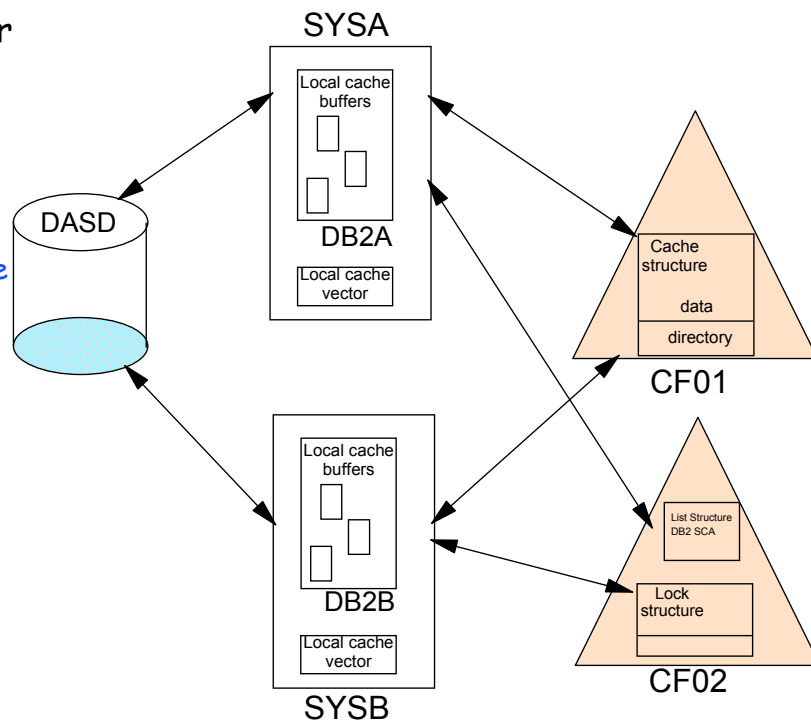 r
SYSA
Local cache
buffers
DB2A
Local cache
vector
DASD
e
Cache
structure
data
directory
CF01
Local cache
buffers
DB2B
Local cache
vector
SYSB
List Structure
DB2 SCA
Lock
structure
CF02